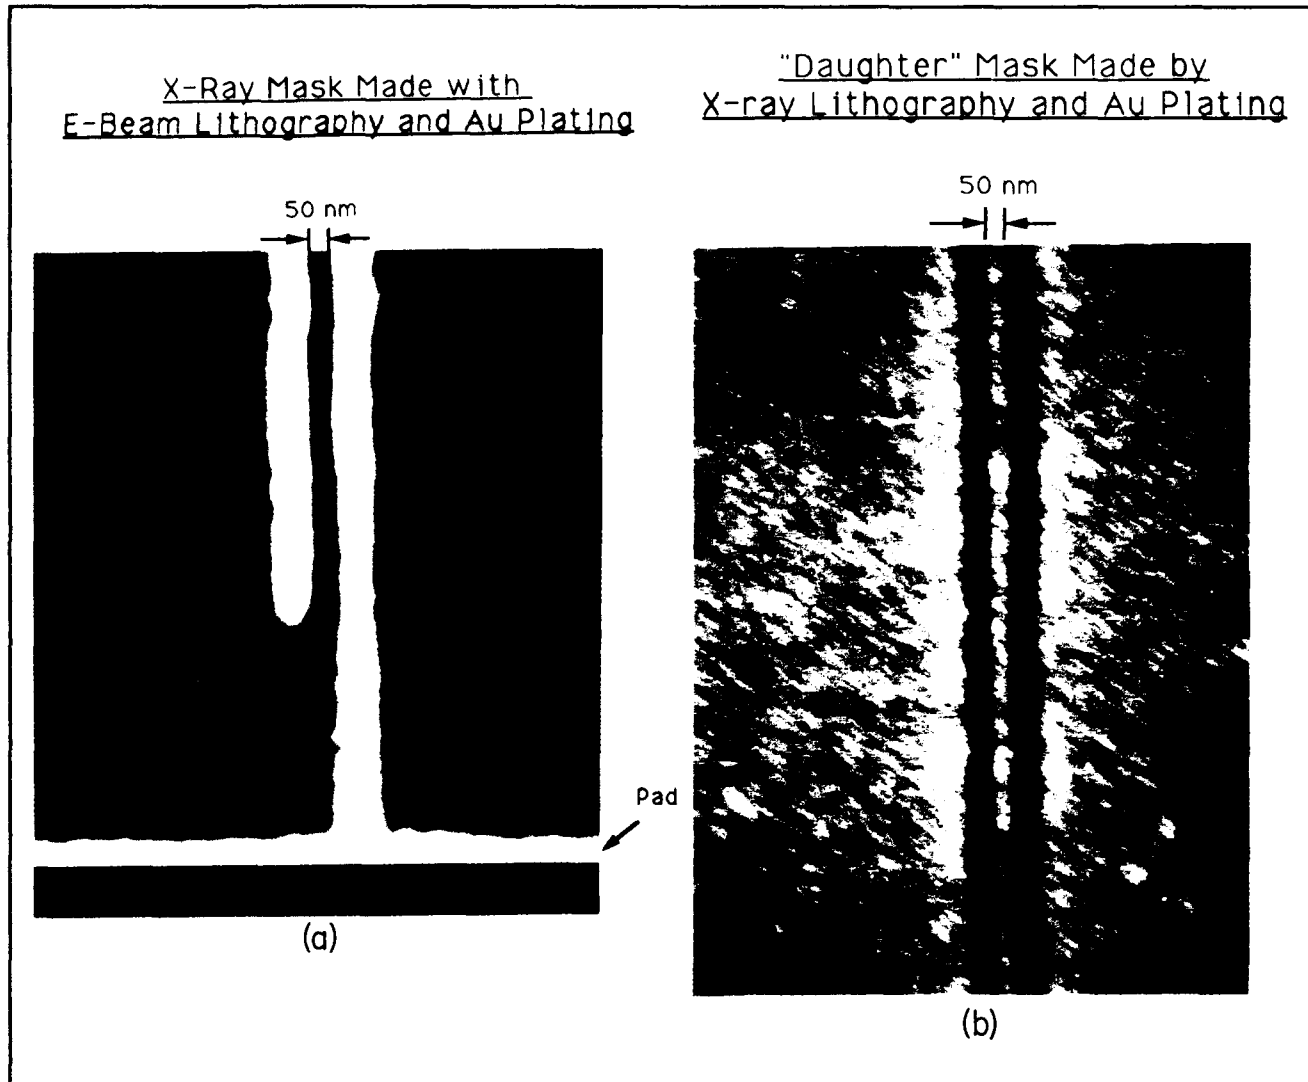 X-Ray Mask Made with
E-Beam Lithography and Au Plating
50 nm
Pad
(a)
"Daughter" Mask Made by
X-ray Lithography and Au Plating
50 nm
(b)